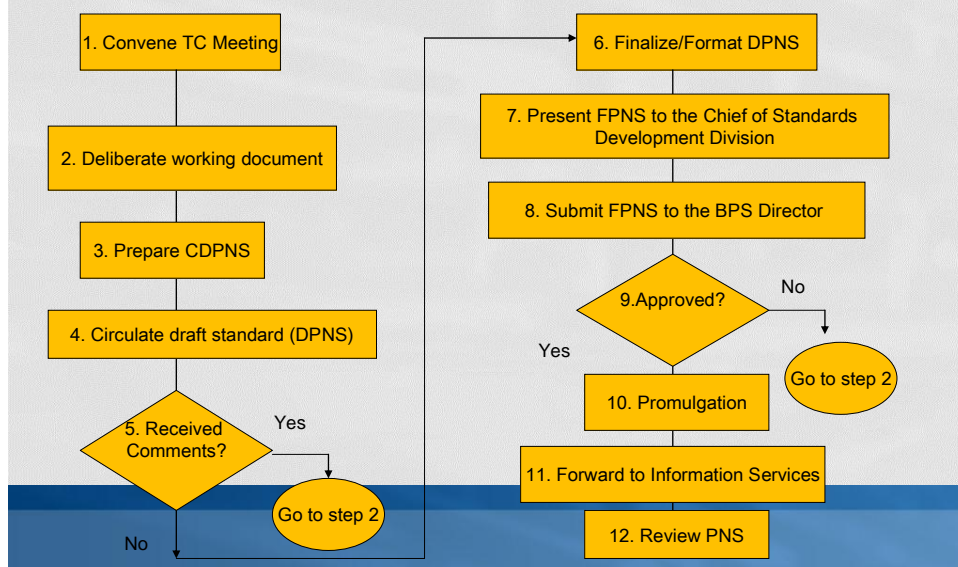 1. Convene TC Meeting
2. Deliberate working document
3. Prepare CDPNS
4. Circulate draft standard (DPNS)
5. Received
Comments?
Yes
Go to step 2
No
6. Finalize/Format DPNS
7. Present FPNS to the Chief of Standards
Development Division
8. Submit FPNS to the BPS Director
9.Approved?
No
Go to step 2
Yes
10. Promulgation
11. Forward to Information Services
12. Review PNS